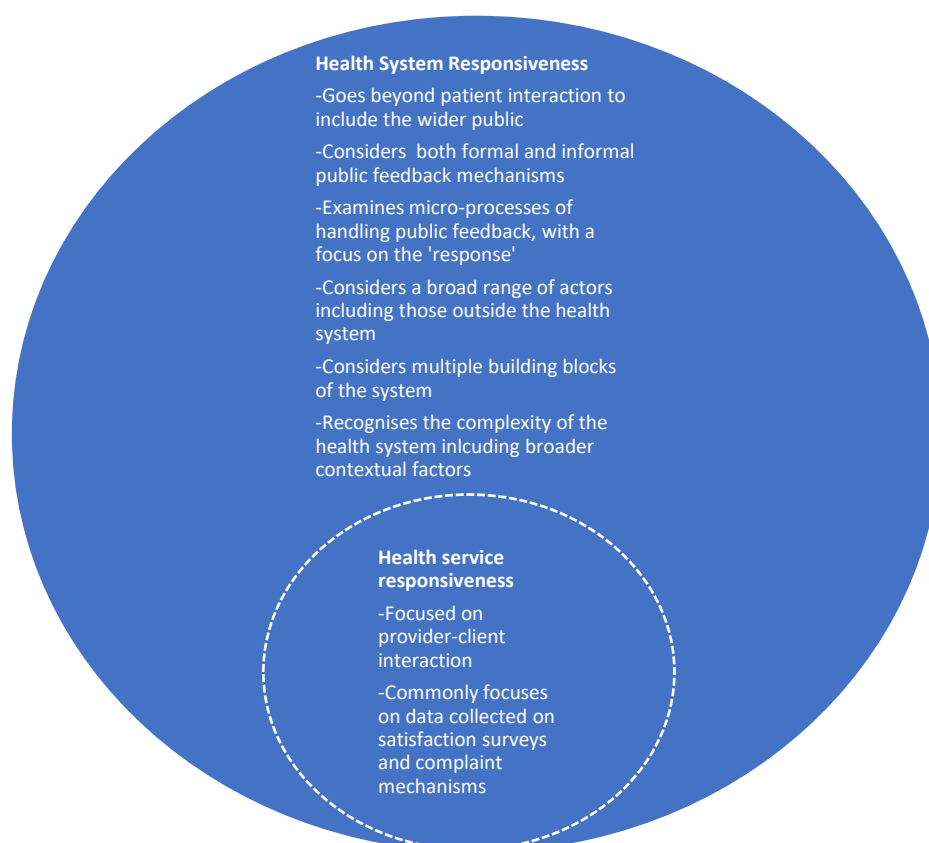 Health System Responsiveness
-Goes beyond patient interaction to
include the wider public
-Considers  both formal and informal
public feedback mechanisms
-Examines micro-processes of
handling public feedback, with a
focus on the 'response'
-Considers a broad range of actors
including those outside the health
system
-Considers multiple building blocks
of the system
-Recognises the complexity of the
health system inlcuding broader
contextual factors
Health service
responsiveness
-Focused on
provider-client
interaction
-Commonly focuses
on data collected on
satisfaction surveys
and complaint
mechanisms